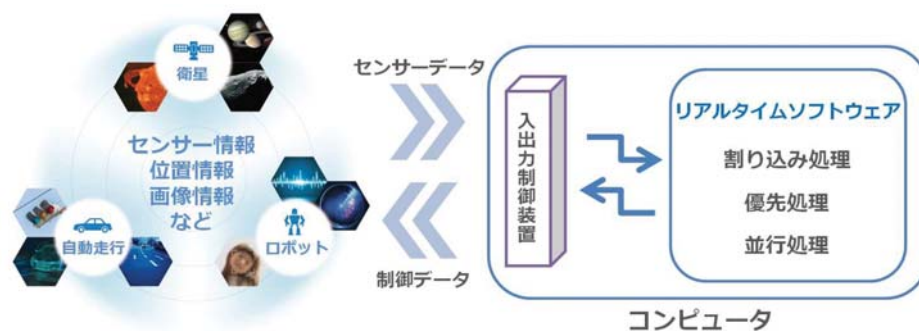 衛星
センサー情報
位置情報
画像情報
など
自動走行
ロボット
センサーデータ
制御データ
入出力制御装置
リアルタイムソフトウェア
割り込み処理
優先処理
並行処理
コンピュータ